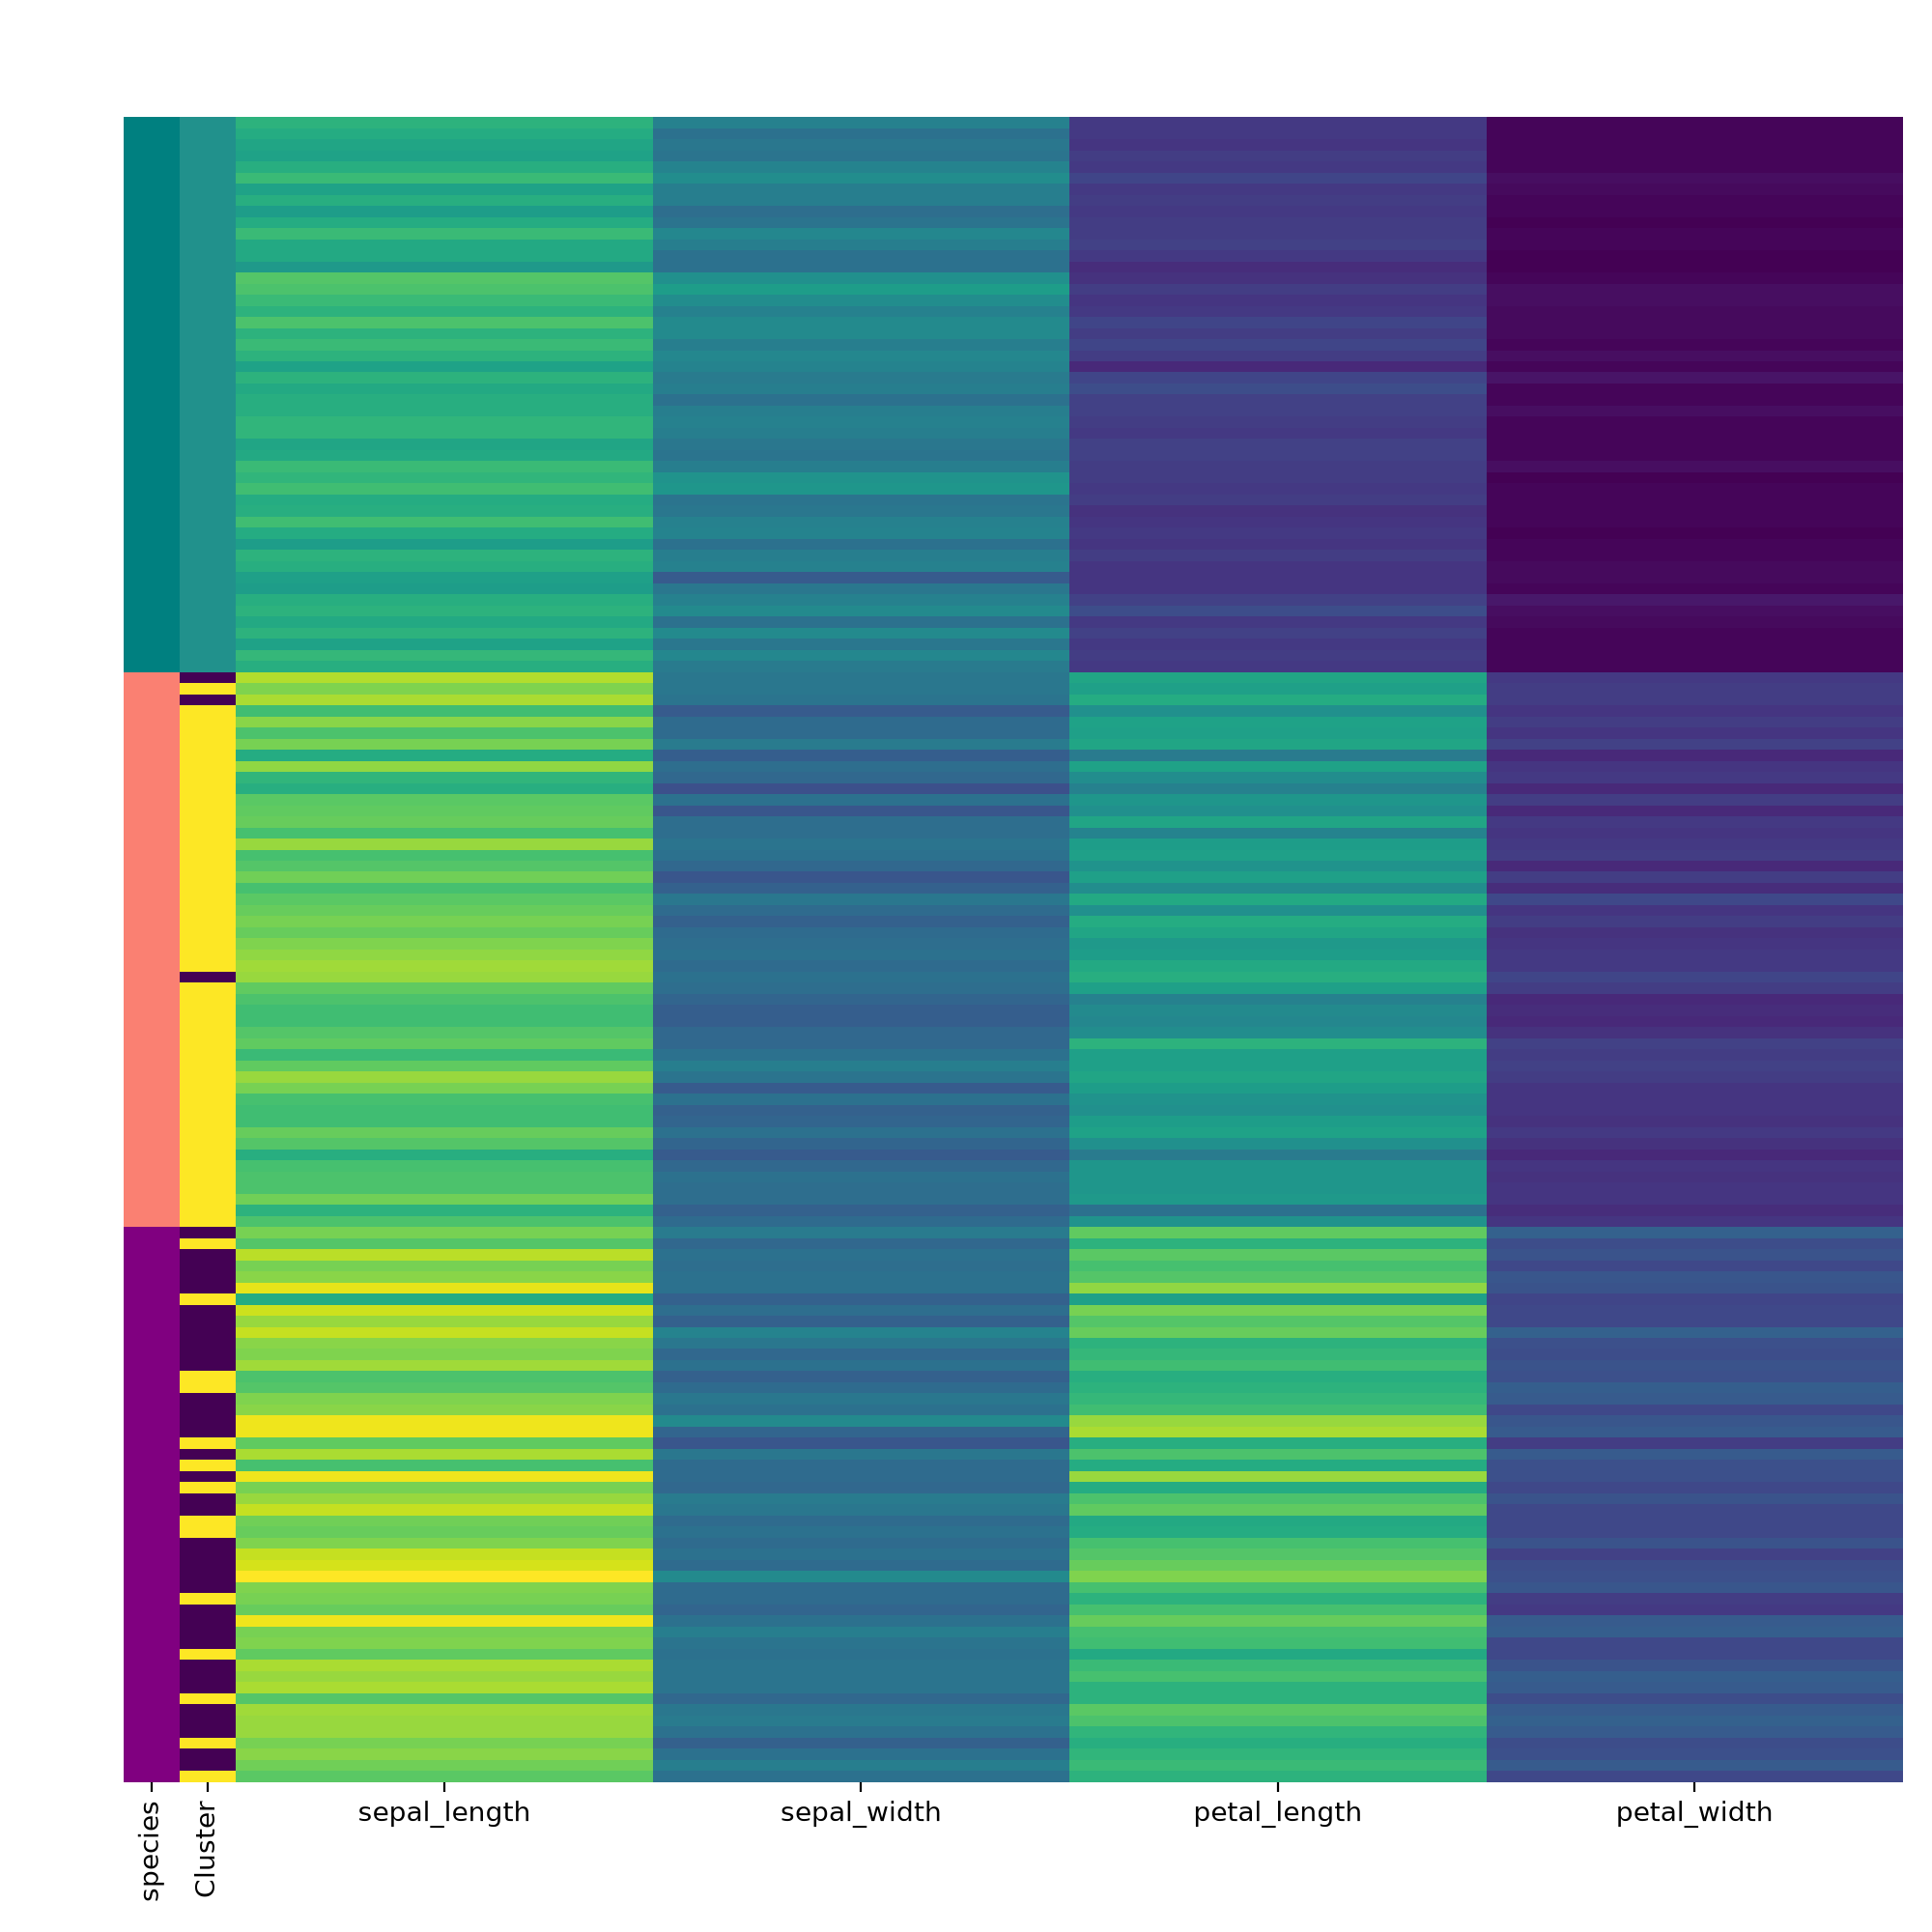 species
Cluster
sepal_length
sepal_width
petal_length
petal_width